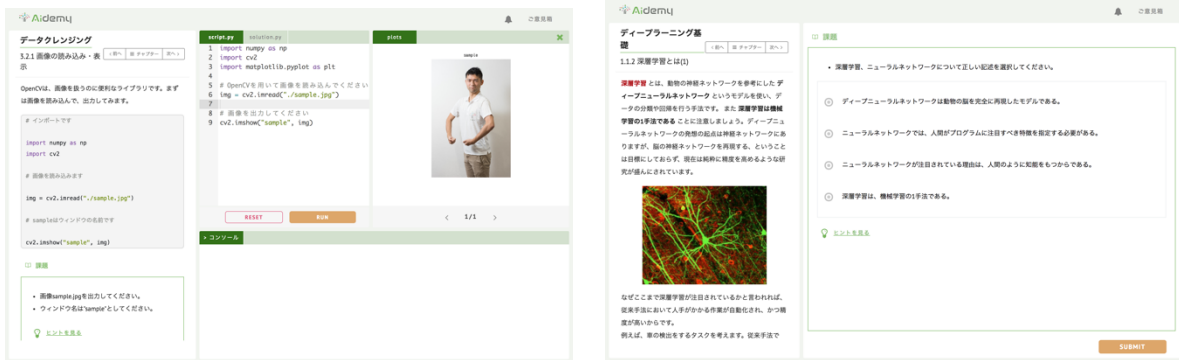 Aidemy
ご意見箱
データクレンジング
3.2.1 画像の読み込み・表
示
<前へ
チャプター
次へ>
OpenCVは、画像を扱うのに便利なライブラリです。まず
は画像を読み込んで、出力してみます。
# インポートです
import numpy as np
import cv2
# 画像を読み込みます
img = cv2.imread("./sample.jpg")
# sampleはウィンドウの名前です
cv2.imshow("sample", img)
課題
• 画像sample.jpgを出力してください。
• ウィンドウ名は"sample"としてください。
ヒントを見る
script.py
solution.py
1 import numpy as np
2 import cv2
3 import matplotlib.pyplot as plt
4
5 # OpenCVを用いて画像を読み込んでください
6 img = cv2.imread("./sample.jpg")
7
8 # 画像を出力してください
9 cv2.imshow("sample", img)
RESET
RUN
plots
sample
< 1/1 >
> コンソール
Aidemy
ご意見箱
ディープラーニング基
礎
<前へ
チャプター
次へ>
1.1.2 深層学習とは(1)
深層学習 とは、動物の神経ネットワークを参考にした デ
ィープニューラルネットワーク というモデルを使い、デ
ータの分類や回帰を行う手法です。 また 深層学習は機械
学習の1手法である ことに注意しましょう。ディープニュ
ーラルネットワークの発想の起点は神経ネットワークにあ
りますが、脳の神経ネットワークを再現する、ということ
は目標にしておらず、現在は純粋に精度を高めるような研
究が盛んにされています。
なぜここまで深層学習が注目されているかと言われれば、
従来手法において人手がかかる作業が自動化され、かつ精
度が高いからです。
例えば、車の検出をするタスクを考えます。従来手法で
課題
• 深層学習、ニューラルネットワークについて正しい記述を選択してください。
ディープニューラルネットワークは動物の脳を完全に再現したモデルである。
ニューラルネットワークでは、人間がプログラムに注目すべき特徴を指定する必要がある。
ニューラルネットワークが注目されている理由は、人間のように知能をもつからである。
深層学習は、機械学習の1手法である。
ヒントを見る
SUBMIT